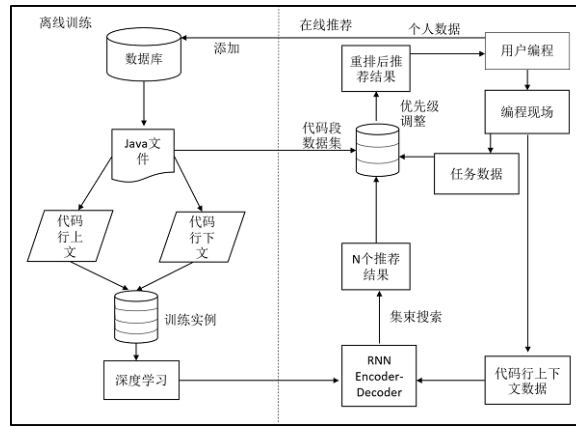 离线训练
在线推荐
个人数据
数据库
添加
重排后推
荐结果
用户编程
优先级
调整
编程现场
Java文
件
代码段
数据集
任务数据
代码
行上
文
代码
行下
文
N个推荐
结果
训练实例
集束搜索
深度学习
RNN
Encoder-
Decoder
代码行上下
文数据